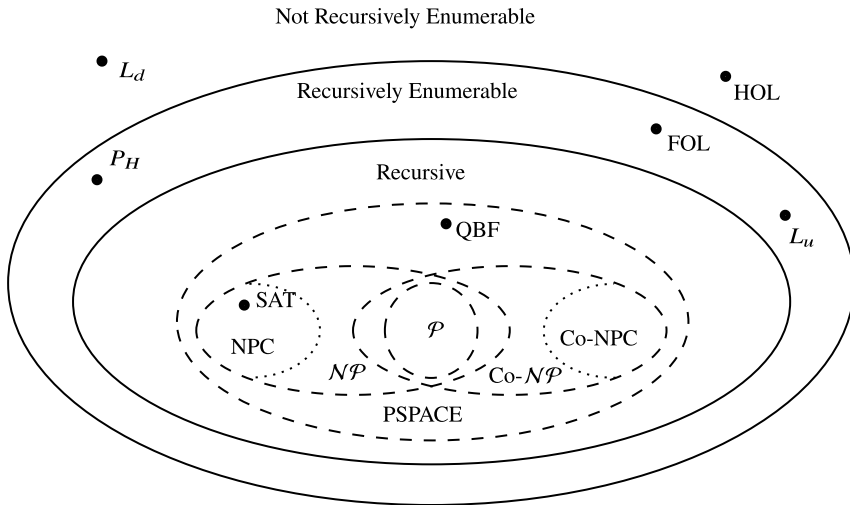 Not Recursively Enumerable
L_d
HOL
Recursively Enumerable
FOL
P_H
Recursive
QBF
L_u
SAT
𝒫
Co-NPC
NPC
𝒩𝒫
Co-𝒩𝒫
PSPACE